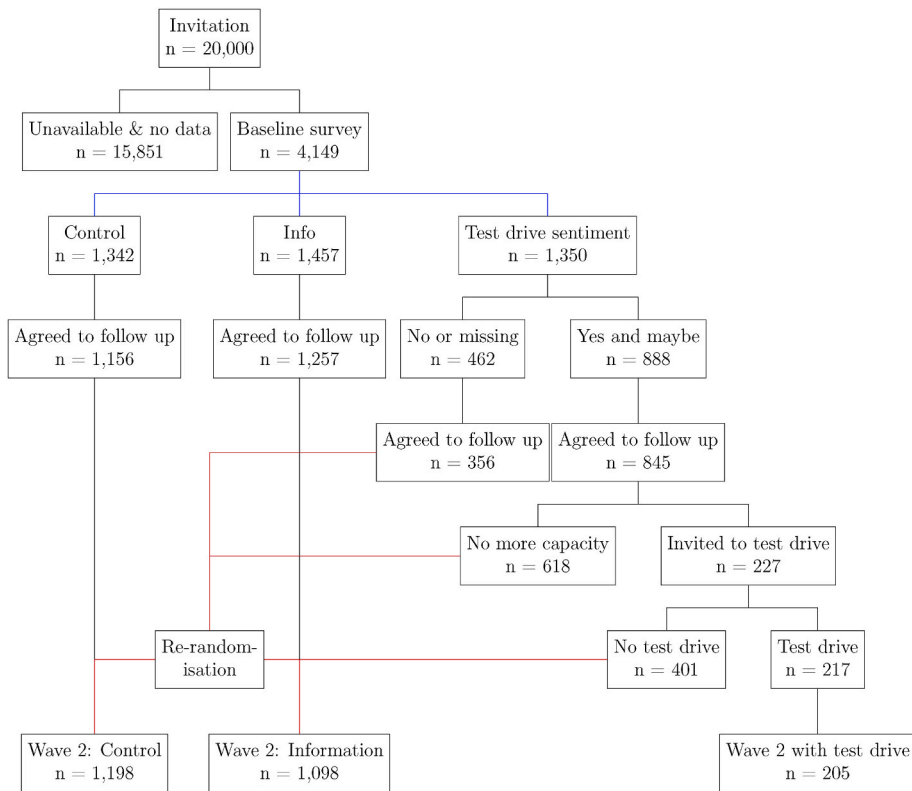 Invitation
n = 20,000
Unavailable & no data
n = 15,851
Baseline survey
n = 4,149
Control
n = 1,342
Info
n = 1,457
Test drive sentiment
n = 1,350
Agreed to follow up
n = 1,156
Agreed to follow up
n = 1,257
No or missing
n = 462
Yes and maybe
n = 888
Agreed to follow up
n = 356
Agreed to follow up
n = 845
No more capacity
n = 618
Invited to test drive
n = 227
Re-random-
isation
No test drive
n = 401
Test drive
n = 217
Wave 2: Control
n = 1,198
Wave 2: Information
n = 1,098
Wave 2 with test drive
n = 205